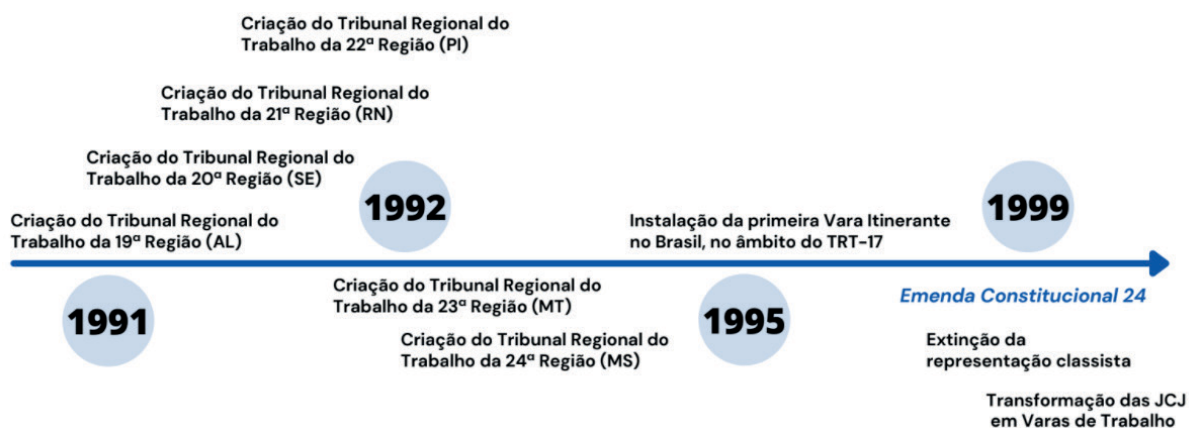 Criação do Tribunal Regional do
Trabalho da 22ª Região (PI)
Criação do Tribunal Regional do
Trabalho da 21ª Região (RN)
Criação do Tribunal Regional do
Trabalho da 20ª Região (SE)
Criação do Tribunal Regional do
Trabalho da 19ª Região (AL)
1991
1992
Criação do Tribunal Regional do
Trabalho da 23ª Região (MT)
Criação do Tribunal Regional do
Trabalho da 24ª Região (MS)
Instalação da primeira Vara Itinerante
no Brasil, no âmbito do TRT-17
1995
1999
Emenda Constitucional 24
Extinção da
representação classista
Transformação das JCJ
em Varas de Trabalho